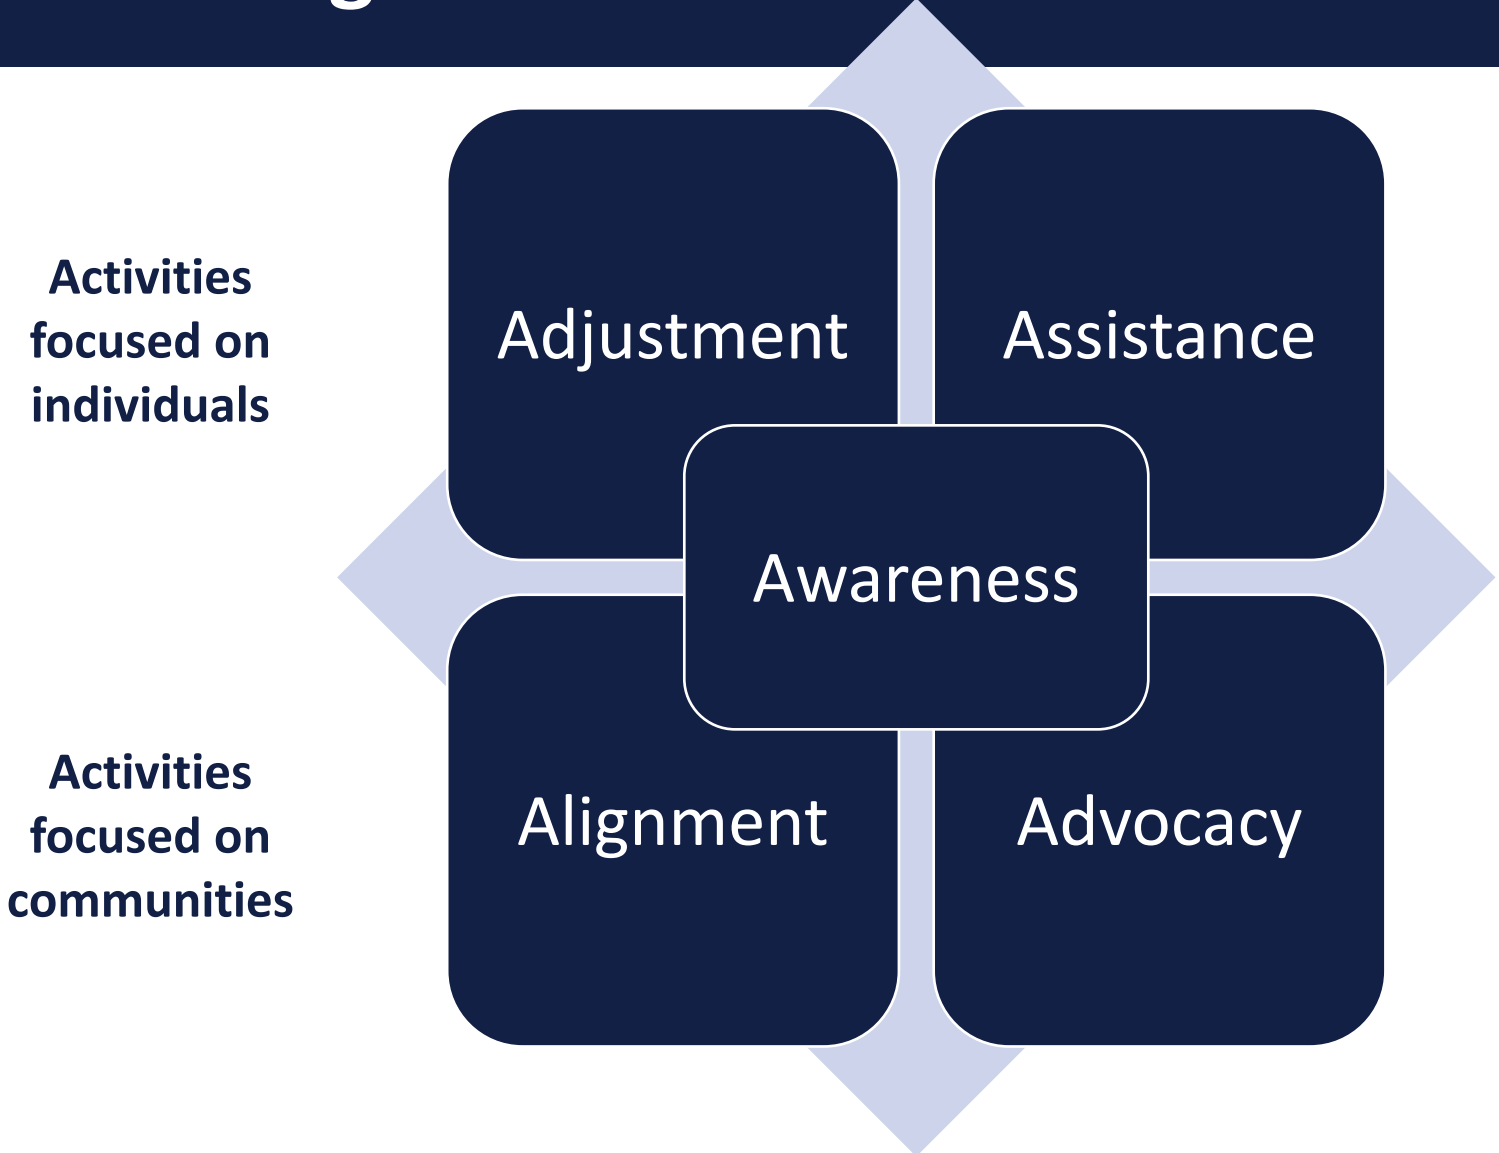 Activities
focused on
individuals
Adjustment
Assistance
Awareness
Activities
focused on
communities
Alignment
Advocacy